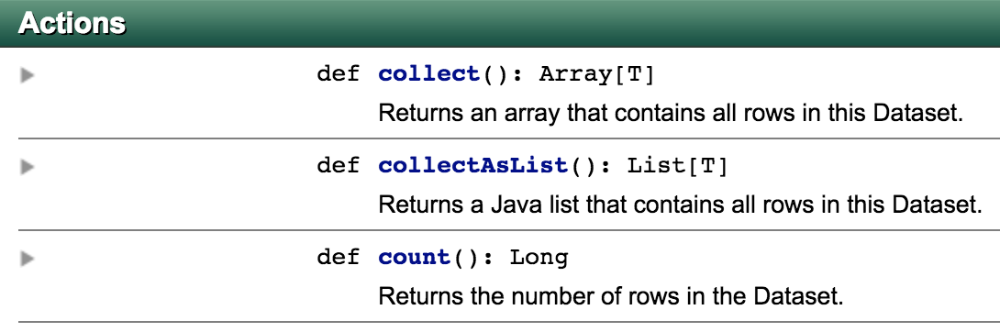 Actions
def collect(): Array[T]
Returns an array that contains all rows in this Dataset.
def collectAsList(): List[T]
Returns a Java list that contains all rows in this Dataset.
def count(): Long
Returns the number of rows in the Dataset.